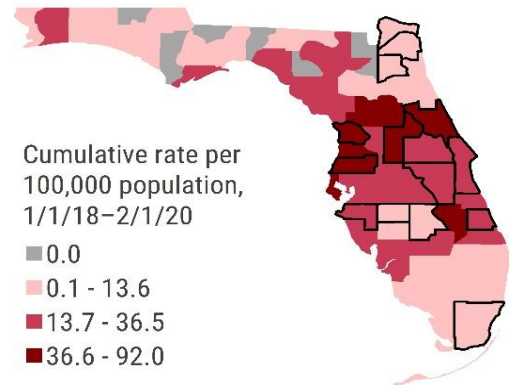 Cumulative rate per
100,000 population,
1/1/18–2/1/20
0.0
0.1 - 13.6
13.7 - 36.5
36.6 - 92.0